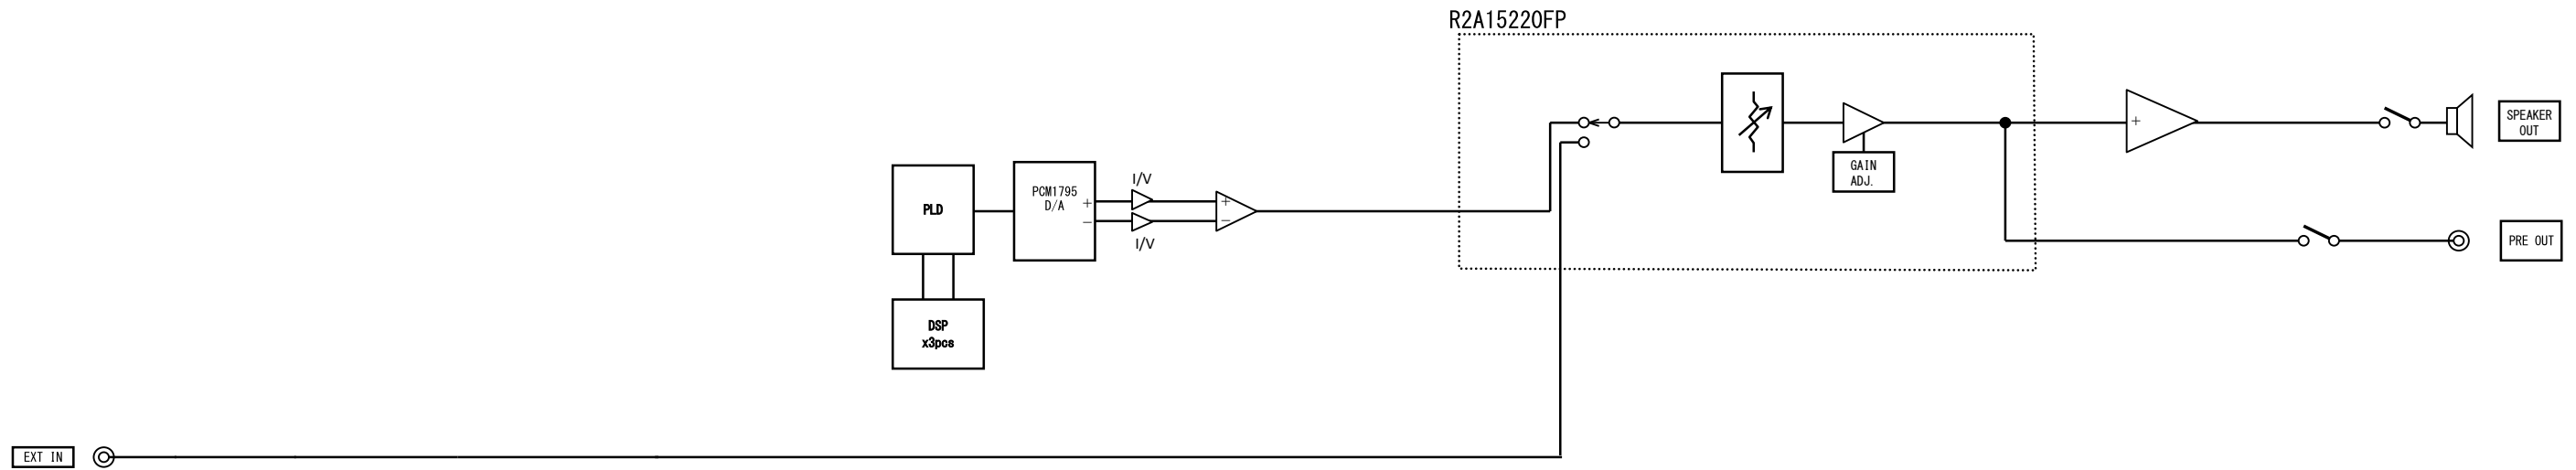 R2A15220FP
SPEAKER
OUT
GAIN
ADJ.
PLD
PCM1795
D/A
+
−
I/V
I/V
+
−
+
PRE OUT
DSP
x3pcs
EXT IN